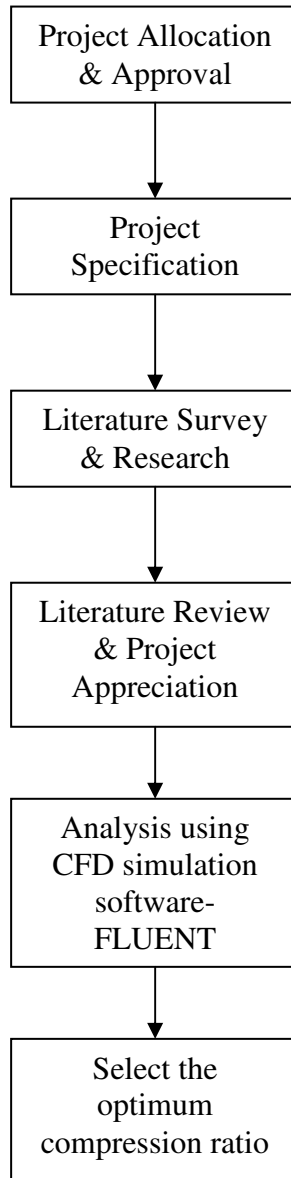 Project Allocation
& Approval
Project
Specification
Literature Survey
& Research
Literature Review
& Project
Appreciation
Analysis using
CFD simulation
software-
FLUENT
Select the
optimum
compression ratio